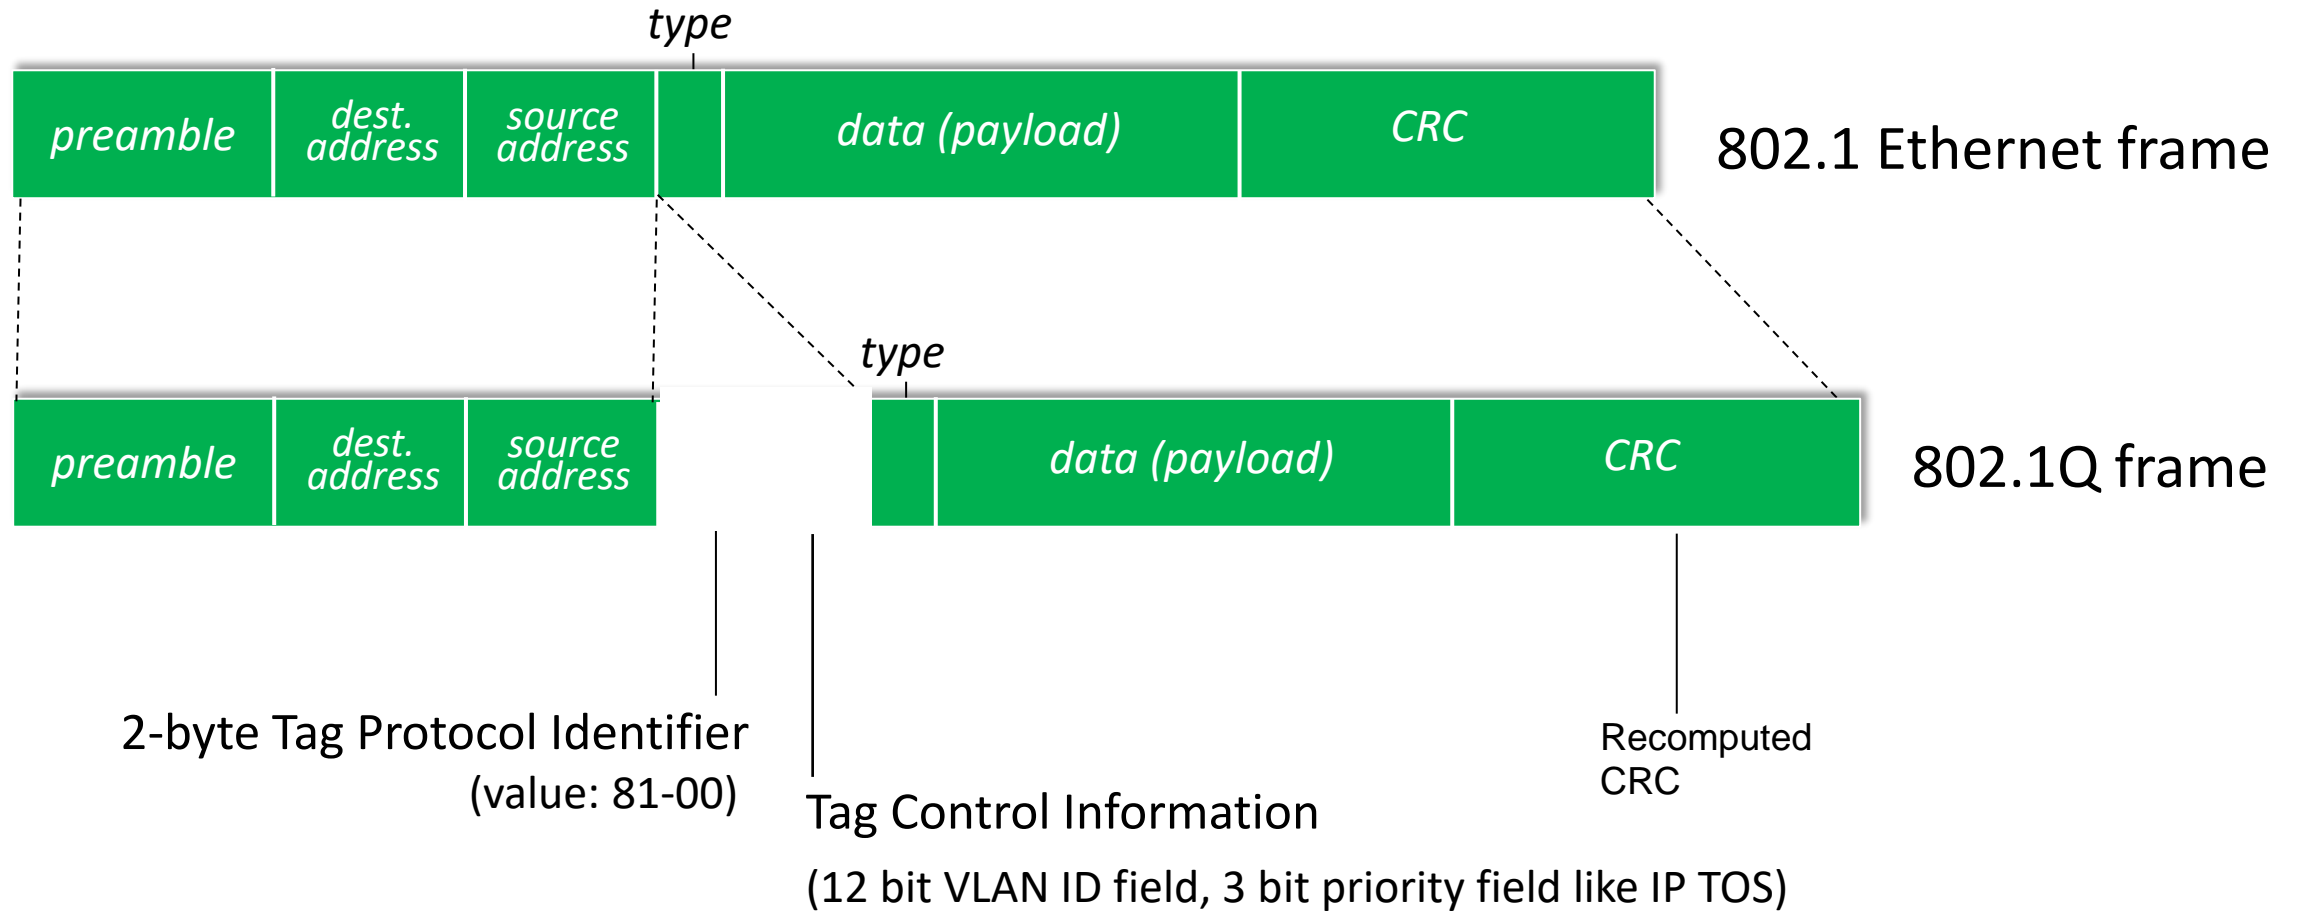 type
preamble
dest.
address
source
address
data (payload)
CRC
802.1 Ethernet frame
type
preamble
dest.
address
source
address
data (payload)
CRC
802.1Q frame
2-byte Tag Protocol Identifier
(value: 81-00)
Recomputed
CRC
Tag Control Information
(12 bit VLAN ID field, 3 bit priority field like IP TOS)